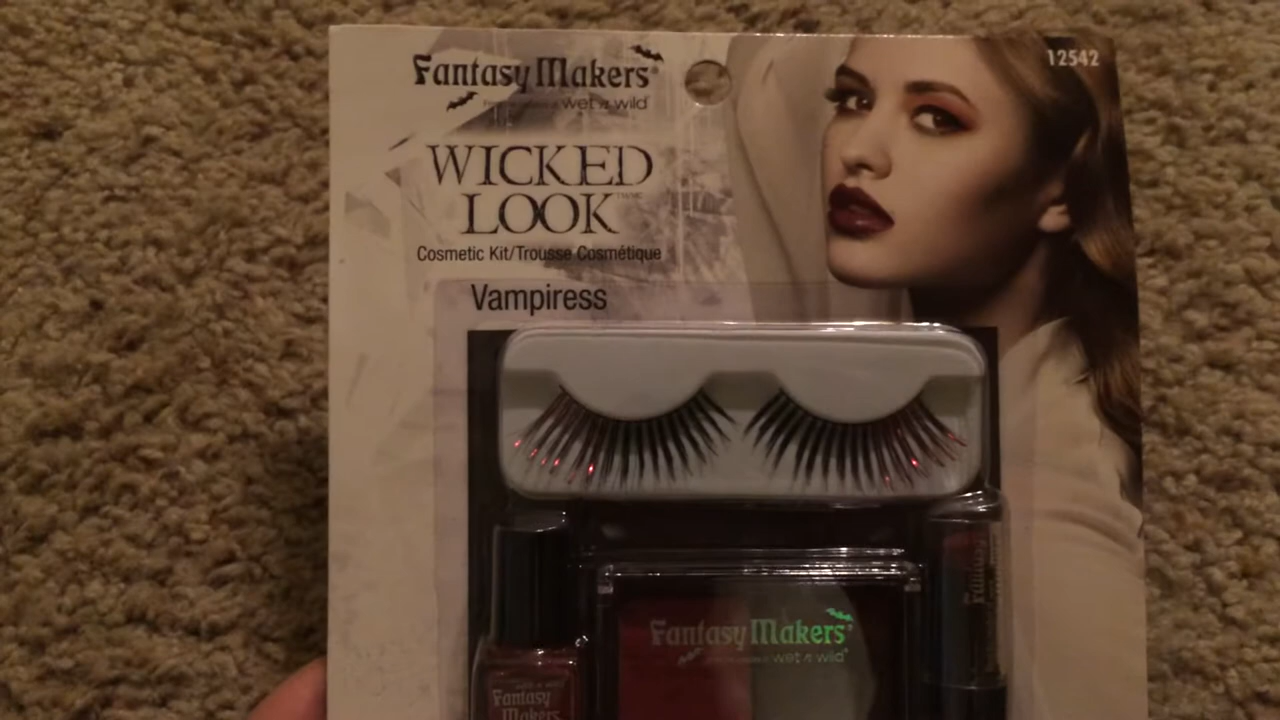 Fantasy Makers®
wet n wild
12542
WICKED
LOOK
Cosmetic Kit/Trousse Cosmétique
Vampiress
Fantasy Makers®
wet n wild®
Fantasy
Makers